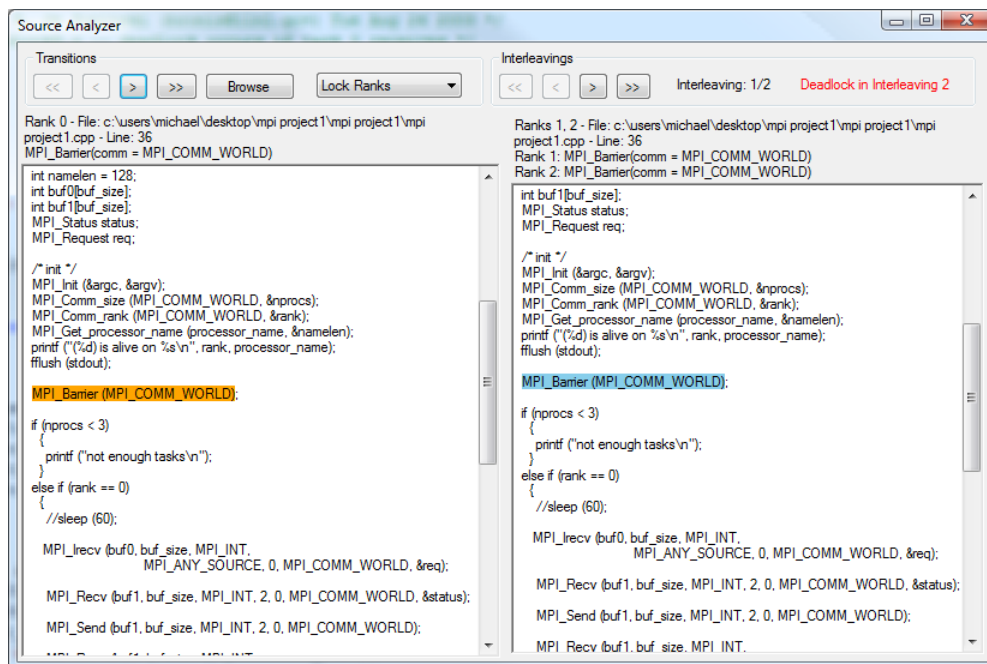 Source Analyzer
Transitions
<< < > >> Browse Lock Ranks
Interleavings
<< < > >> Interleaving: 1/2 Deadlock in Interleaving 2
Rank 0 - File: c:\users\michael\desktop\mpi project1\mpi project1\mpi
project1.cpp - Line: 36
MPI_Barrier(comm = MPI_COMM_WORLD)
int namelen = 128;
int buf0[buf_size];
int buf1[buf_size];
MPI_Status status;
MPI_Request req;
/* init */
MPI_Init (&argc, &argv);
MPI_Comm_size (MPI_COMM_WORLD, &nprocs);
MPI_Comm_rank (MPI_COMM_WORLD, &rank);
MPI_Get_processor_name (processor_name, &namelen);
printf ("(%d) is alive on %s\n", rank, processor_name);
fflush (stdout);
MPI_Barrier (MPI_COMM_WORLD);
if (nprocs < 3)
{
printf ("not enough tasks\n");
}
else if (rank == 0)
{
//sleep (60);
MPI_Irecv (buf0, buf_size, MPI_INT,
MPI_ANY_SOURCE, 0, MPI_COMM_WORLD, &req);
MPI_Recv (buf1, buf_size, MPI_INT, 2, 0, MPI_COMM_WORLD, &status);
MPI_Send (buf1, buf_size, MPI_INT, 2, 0, MPI_COMM_WORLD);
MPI_Recv (buf1, buf_size, MPI_INT,
Ranks 1, 2 - File: c:\users\michael\desktop\mpi project1\mpi project1\mpi
project1.cpp - Line: 36
Rank 1: MPI_Barrier(comm = MPI_COMM_WORLD)
Rank 2: MPI_Barrier(comm = MPI_COMM_WORLD)
int buf1[buf_size];
MPI_Status status;
MPI_Request req;
/* init */
MPI_Init (&argc, &argv);
MPI_Comm_size (MPI_COMM_WORLD, &nprocs);
MPI_Comm_rank (MPI_COMM_WORLD, &rank);
MPI_Get_processor_name (processor_name, &namelen);
printf ("(%d) is alive on %s\n", rank, processor_name);
fflush (stdout);
MPI_Barrier (MPI_COMM_WORLD);
if (nprocs < 3)
{
printf ("not enough tasks\n");
}
else if (rank == 0)
{
//sleep (60);
MPI_Irecv (buf0, buf_size, MPI_INT,
MPI_ANY_SOURCE, 0, MPI_COMM_WORLD, &req);
MPI_Recv (buf1, buf_size, MPI_INT, 2, 0, MPI_COMM_WORLD, &status);
MPI_Send (buf1, buf_size, MPI_INT, 2, 0, MPI_COMM_WORLD);
MPI_Recv (buf1, buf_size, MPI_INT,